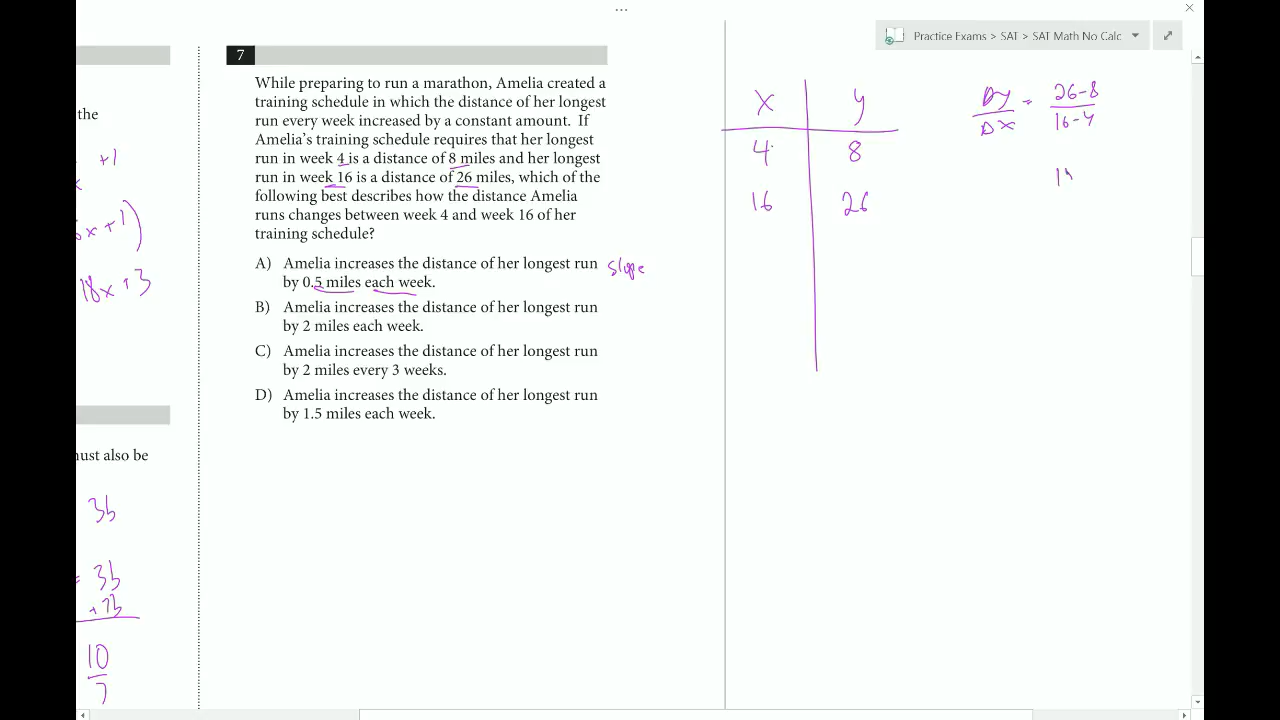 ...
Practice Exams > SAT > SAT Math No Calc
7
While preparing to run a marathon, Amelia created a
training schedule in which the distance of her longest
run every week increased by a constant amount. If
Amelia's training schedule requires that her longest
run in week 4 is a distance of 8 miles and her longest
run in week 16 is a distance of 26 miles, which of the
following best describes how the distance Amelia
runs changes between week 4 and week 16 of her
training schedule?
A) Amelia increases the distance of her longest run
by 0.5 miles each week.
slope
B) Amelia increases the distance of her longest run
by 2 miles each week.
C) Amelia increases the distance of her longest run
by 2 miles every 3 weeks.
D) Amelia increases the distance of her longest run
by 1.5 miles each week.
the
+1
x+1)
18x+3
must also be
3b
= 3b
+7b
10
7
x y
4 8
16 26
Δy = 26-8
Δx 16-4